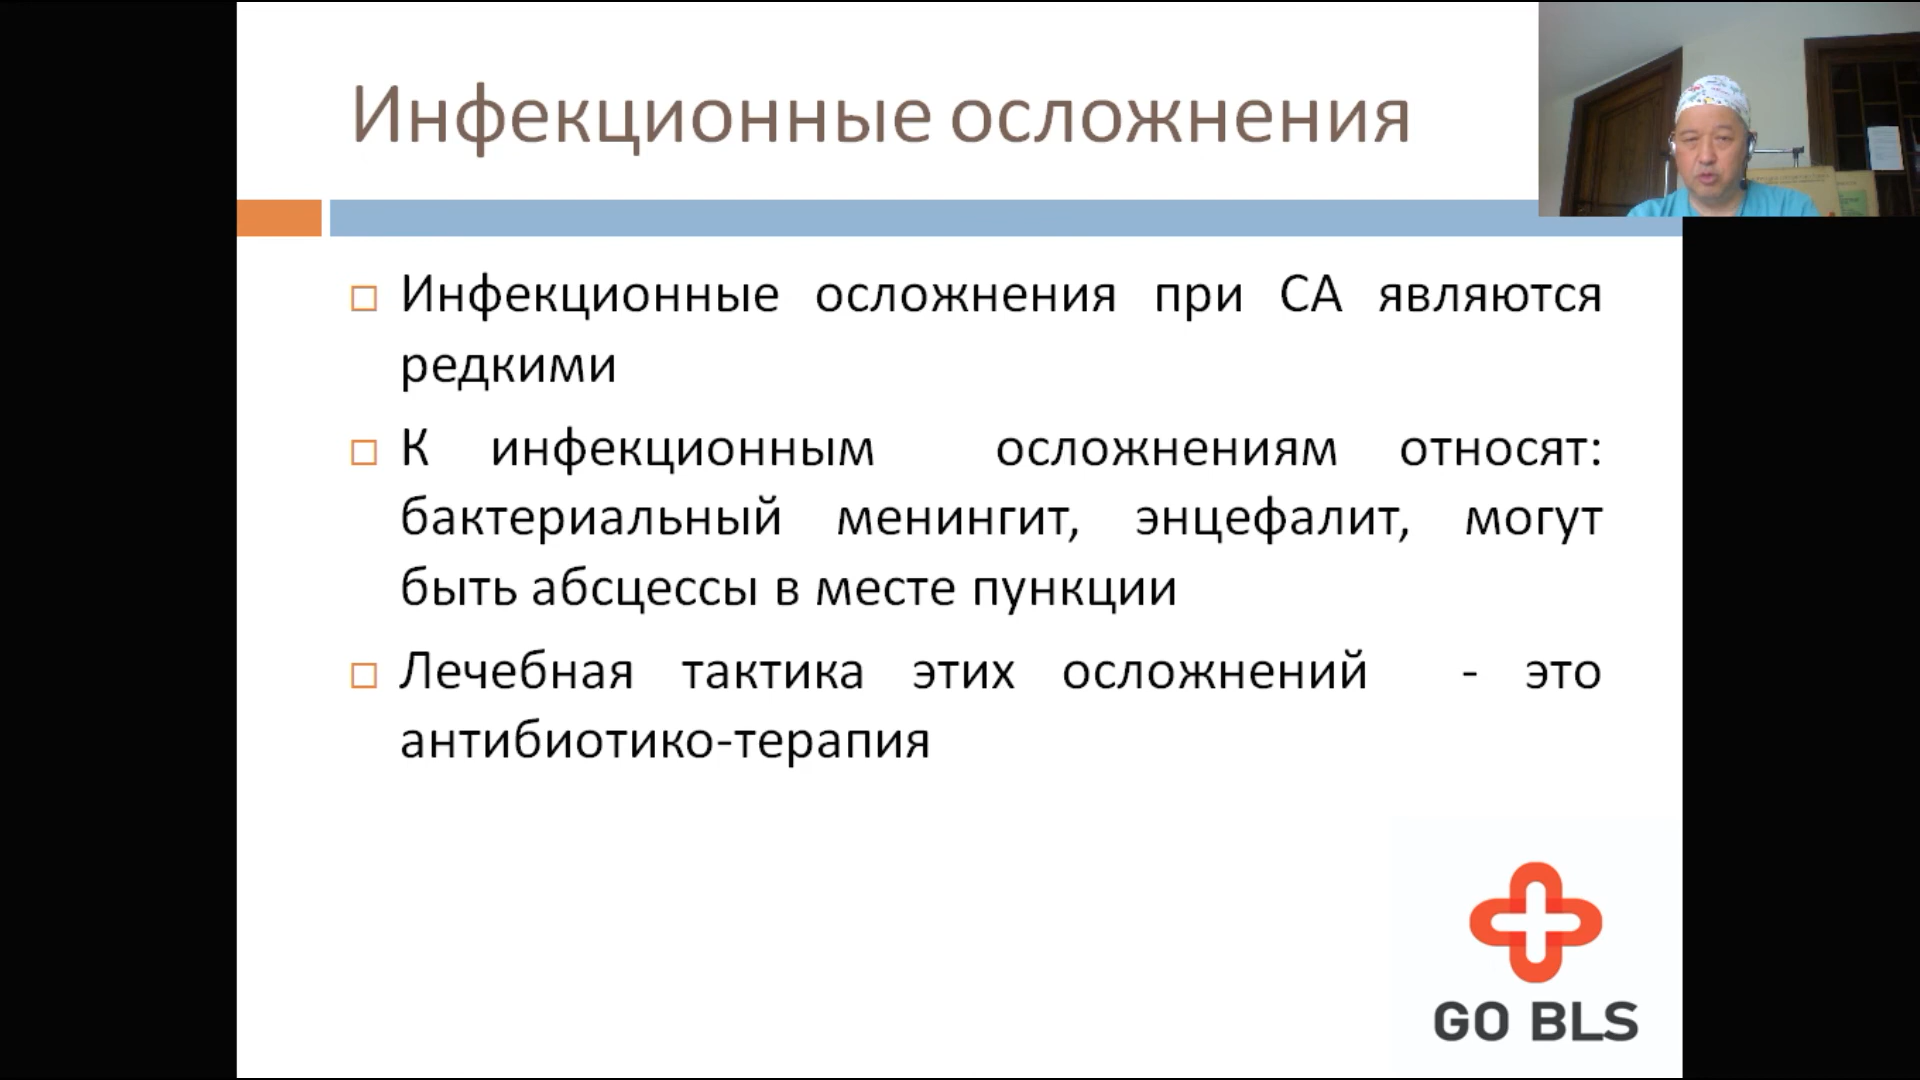 Инфекционные осложнения
Инфекционные осложнения при СА являются
редкими
К инфекционным осложнениям относят:
бактериальный менингит, энцефалит, могут
быть абсцессы в месте пункции
Лечебная тактика этих осложнений - это
антибиотико-терапия
GO BLS